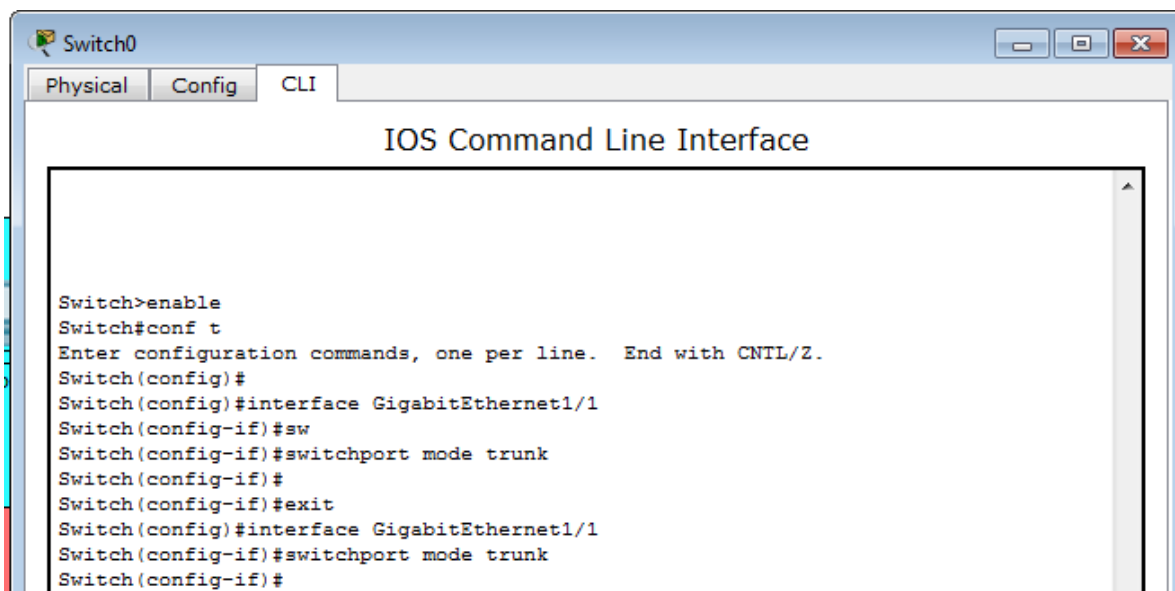 Switch0
Physical Config CLI
IOS Command Line Interface
Switch>enable
Switch#conf t
Enter configuration commands, one per line.  End with CNTL/Z.
Switch(config)#
Switch(config)#interface GigabitEthernet1/1
Switch(config-if)#sw
Switch(config-if)#switchport mode trunk
Switch(config-if)#
Switch(config-if)#exit
Switch(config)#interface GigabitEthernet1/1
Switch(config-if)#switchport mode trunk
Switch(config-if)#